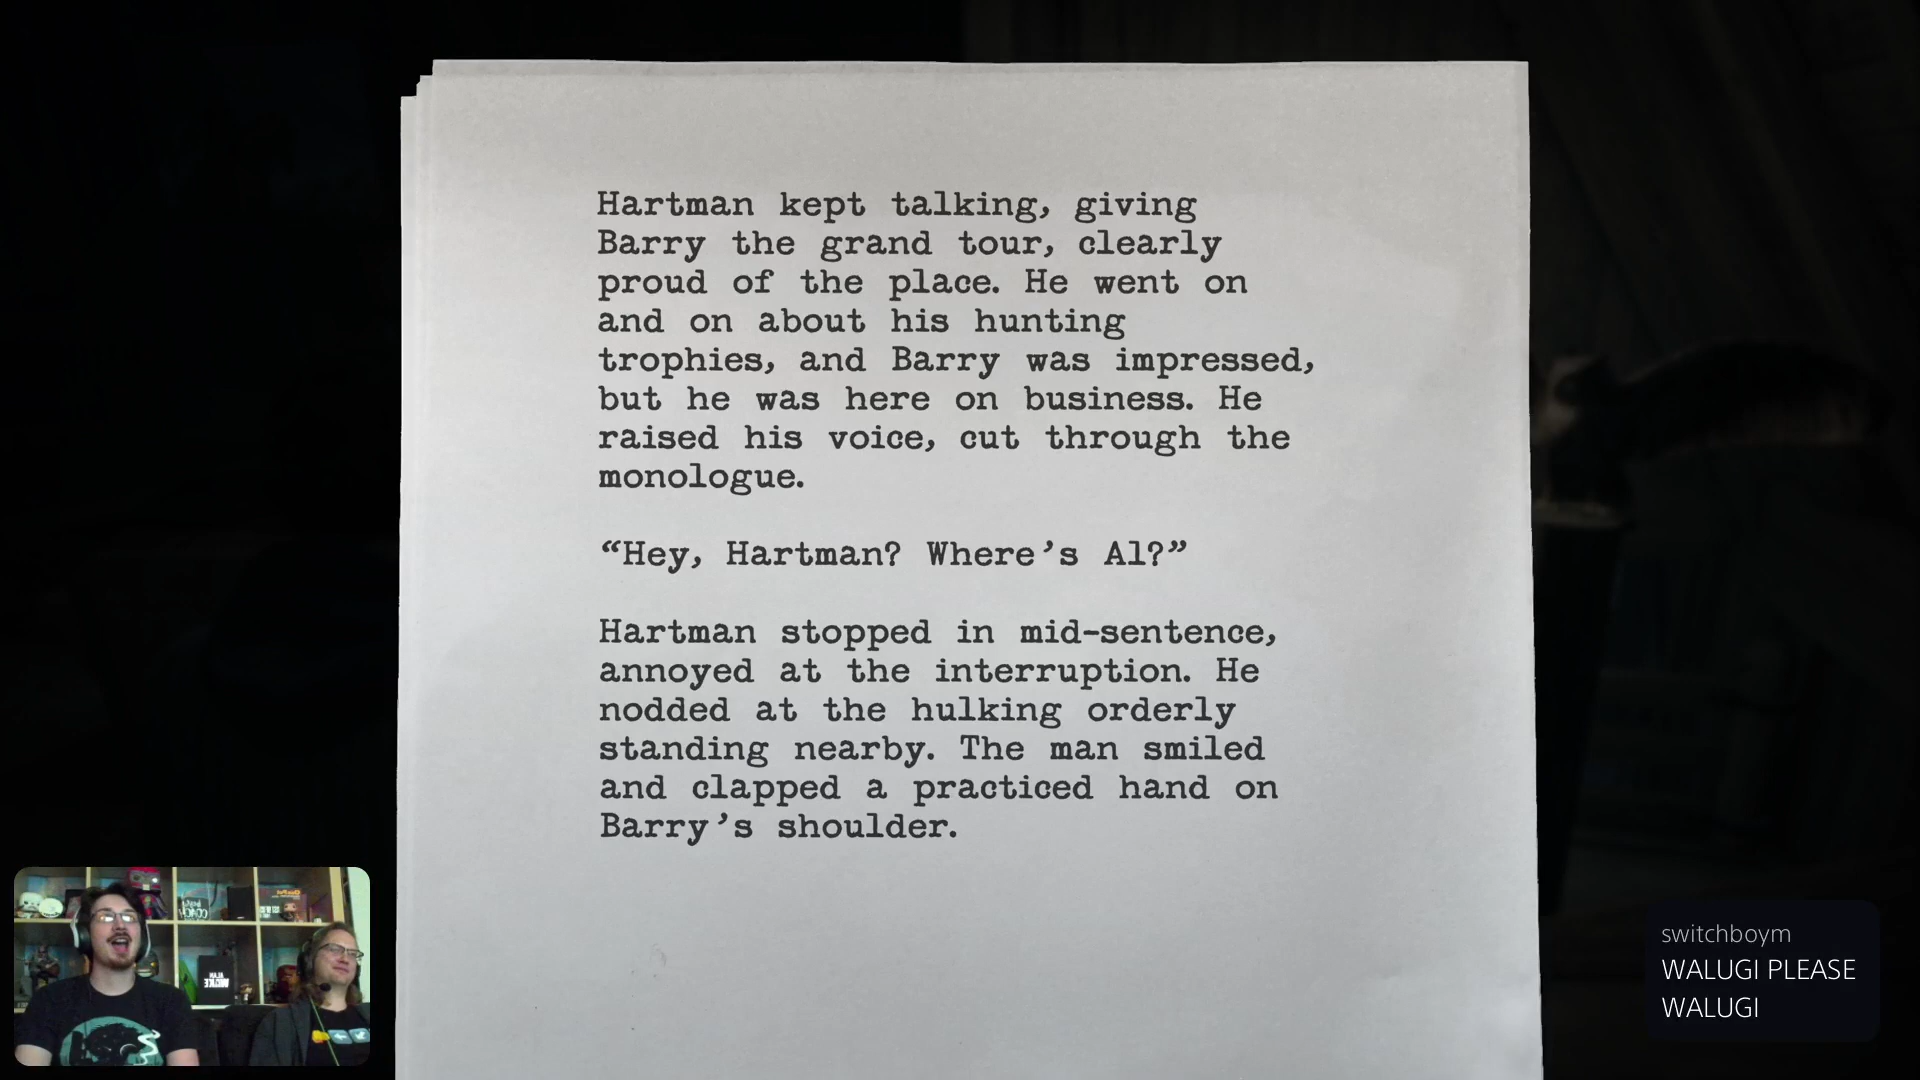 Hartman kept talking, giving
Barry the grand tour, clearly
proud of the place. He went on
and on about his hunting
trophies, and Barry was impressed,
but he was here on business. He
raised his voice, cut through the
monologue.
“Hey, Hartman? Where’s Al?”
Hartman stopped in mid-sentence,
annoyed at the interruption. He
nodded at the hulking orderly
standing nearby. The man smiled
and clapped a practiced hand on
Barry’s shoulder.
switchboym
WALUGI PLEASE
WALUGI
ALAN
WAKE